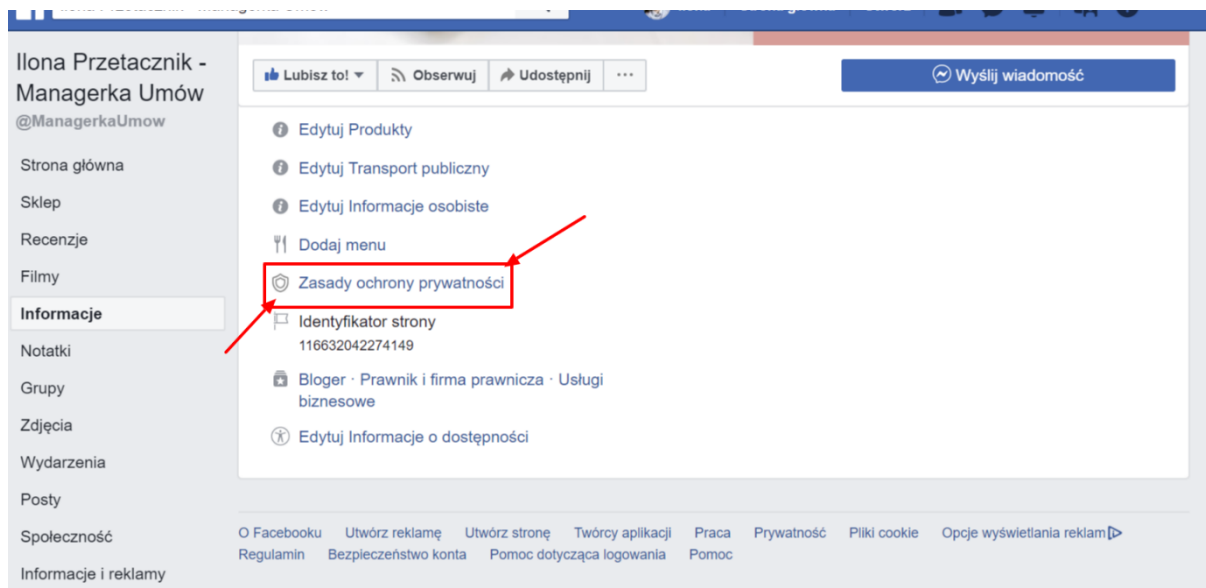 Ilona Przetacznik -
Managerka Umów
@ManagerkaUmow
Strona główna
Sklep
Recenzje
Filmy
Informacje
Notatki
Grupy
Zdjęcia
Wydarzenia
Posty
Społeczność
Informacje i reklamy
Lubisz to! Obserwuj Udostępnij ... Wyślij wiadomość
Edytuj Produkty
Edytuj Transport publiczny
Edytuj Informacje osobiste
Dodaj menu
Zasady ochrony prywatności
Identyfikator strony
116632042274149
Bloger · Prawnik i firma prawnicza · Usługi
biznesowe
Edytuj Informacje o dostępności
O Facebooku Utwórz reklamę Utwórz stronę Twórcy aplikacji Praca Prywatność Pliki cookie Opcje wyświetlania reklam
Regulamin Bezpieczeństwo konta Pomoc dotycząca logowania Pomoc